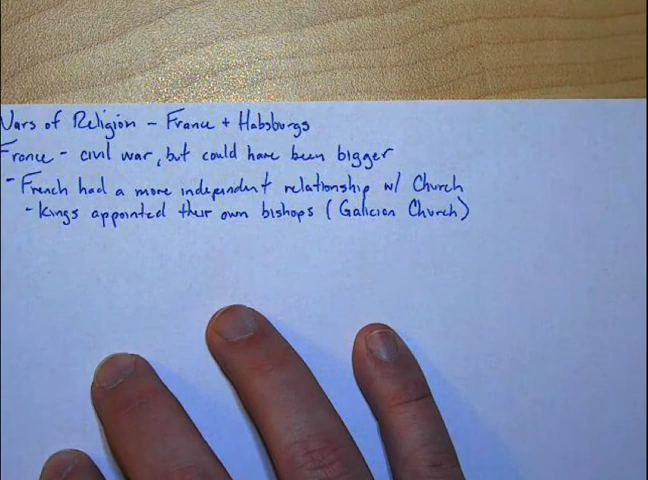 Wars of Religion - France + Habsburgs
France - civil war, but could have been bigger
- French had a more independent relationship w/ Church
- Kings appointed their own bishops (Galician Church)